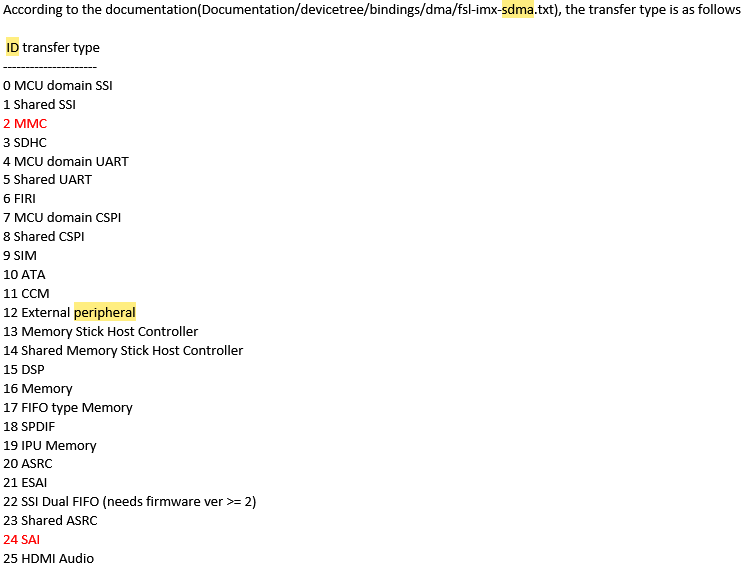 According to the documentation(Documentation/devicetree/bindings/dma/fsl-imx-sdma.txt), the transfer type is as follows
ID transfer type
---------------------
0 MCU domain SSI
1 Shared SSI
2 MMC
3 SDHC
4 MCU domain UART
5 Shared UART
6 FIRI
7 MCU domain CSPI
8 Shared CSPI
9 SIM
10 ATA
11 CCM
12 External peripheral
13 Memory Stick Host Controller
14 Shared Memory Stick Host Controller
15 DSP
16 Memory
17 FIFO type Memory
18 SPDIF
19 IPU Memory
20 ASRC
21 ESAI
22 SSI Dual FIFO (needs firmware ver >= 2)
23 Shared ASRC
24 SAI
25 HDMI Audio